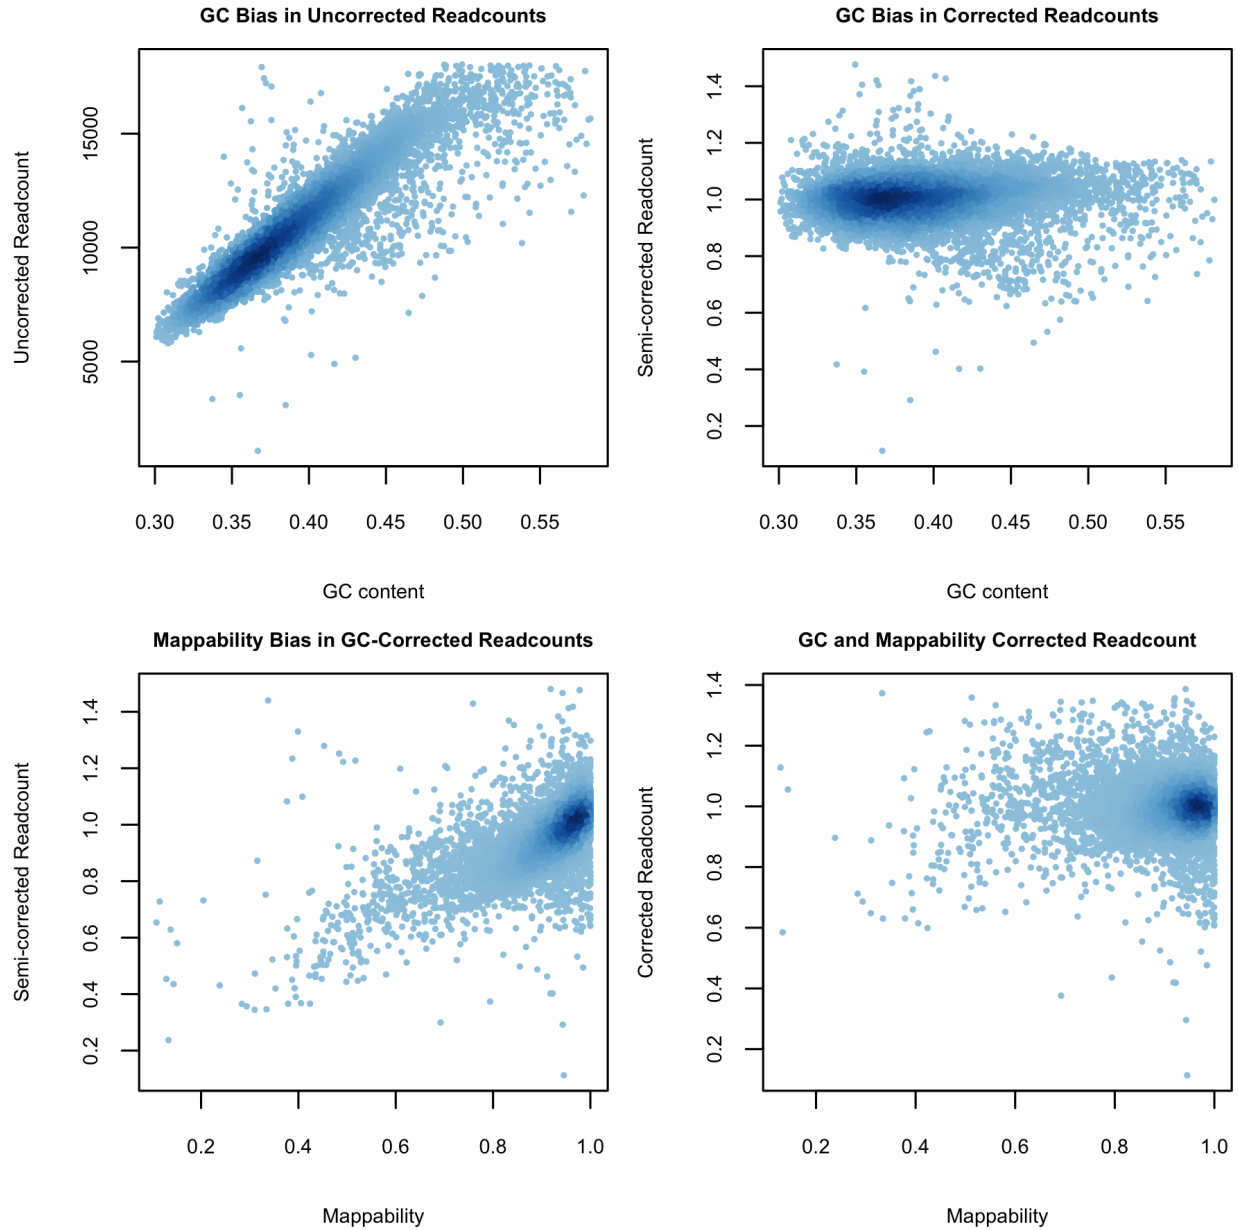 GC Bias in Uncorrected Readcounts
Uncorrected Readcount
15000
10000
5000
0.30 0.35 0.40 0.45 0.50 0.55
GC content
GC Bias in Corrected Readcounts
Semi-corrected Readcount
1.4
1.2
1.0
0.8
0.6
0.4
0.2
0.30 0.35 0.40 0.45 0.50 0.55
GC content
Mappability Bias in GC-Corrected Readcounts
Semi-corrected Readcount
1.4
1.2
1.0
0.8
0.6
0.4
0.2
0.2 0.4 0.6 0.8 1.0
Mappability
GC and Mappability Corrected Readcount
Corrected Readcount
1.4
1.2
1.0
0.8
0.6
0.4
0.2
0.2 0.4 0.6 0.8 1.0
Mappability